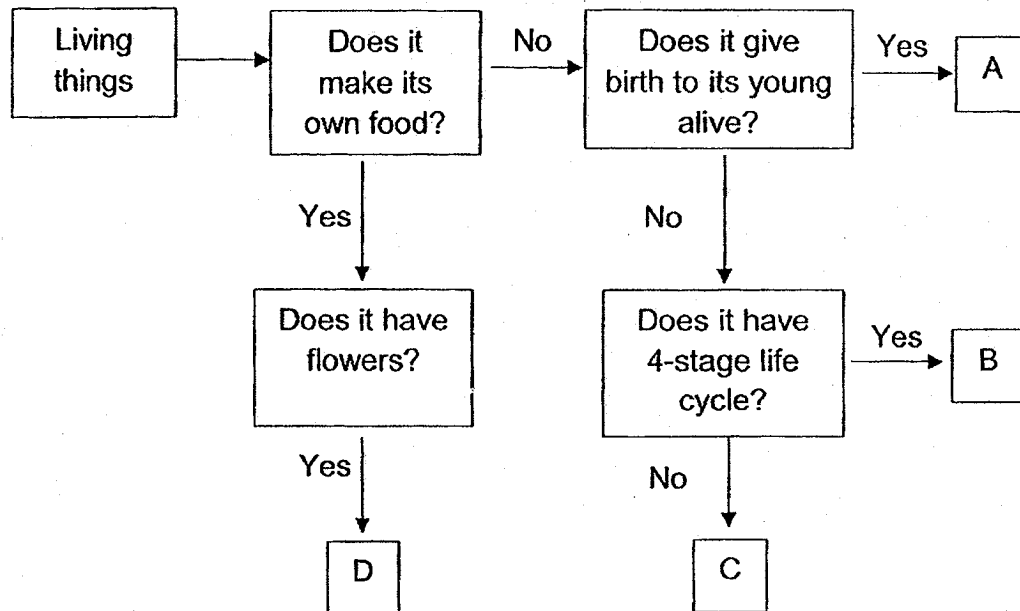 Living
things
Does it
make its
own food?
No
Does it give
birth to its young
alive?
Yes
A
Yes
No
Does it have
flowers?
Does it have
4-stage life
cycle?
Yes
B
Yes
No
D
C